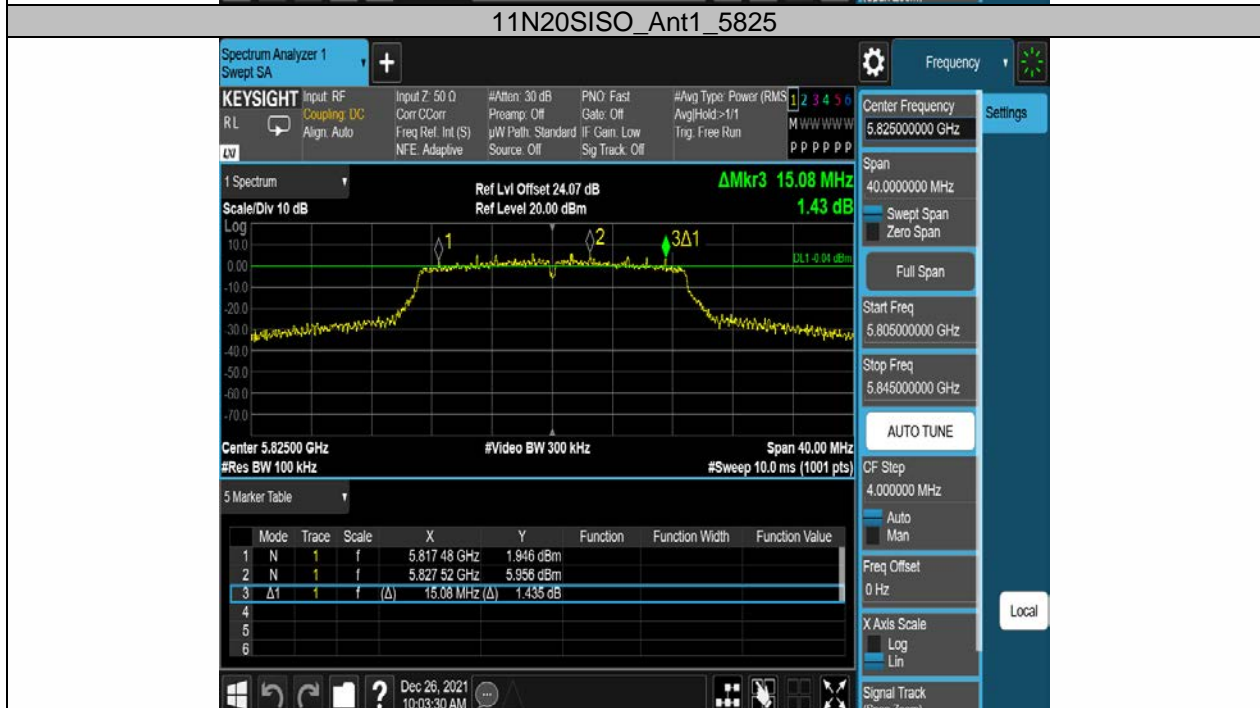 11N20SISO_Ant1_5825
Spectrum Analyzer 1
Swept SA
+
Frequency
KEYSIGHT
RL
LXI
Input: RF
Coupling: DC
Align: Auto
Input Z: 50 Ω
Corr CCorr
Freq Ref: Int (S)
NFE: Adaptive
#Atten: 30 dB
Preamp: Off
µW Path: Standard
Source: Off
PNO: Fast
Gate: Off
IF Gain: Low
Sig Track: Off
#Avg Type: Power (RMS
Avg|Hold:>1/1
Trig: Free Run
1 2 3 4 5 6
M W W W W W
P P P P P P
1 Spectrum
Scale/Div 10 dB
Ref Lvl Offset 24.07 dB
Ref Level 20.00 dBm
ΔMkr3 15.08 MHz
1.43 dB
Log
10.0
0.00
-10.0
-20.0
-30.0
-40.0
-50.0
-60.0
-70.0
1
2
3Δ1
DL1 -0.04 dBm
Center 5.82500 GHz
#Res BW 100 kHz
#Video BW 300 kHz
Span 40.00 MHz
#Sweep 10.0 ms (1001 pts)
5 Marker Table
Mode Trace Scale X Y Function Function Width Function Value
1 N 1 f 5.817 48 GHz 1.946 dBm
2 N 1 f 5.827 52 GHz 5.956 dBm
3 Δ1 1 f (Δ) 15.08 MHz (Δ) 1.435 dB
4
5
6
Center Frequency
5.825000000 GHz
Settings
Span
40.0000000 MHz
Swept Span
Zero Span
Full Span
Start Freq
5.805000000 GHz
Stop Freq
5.845000000 GHz
AUTO TUNE
CF Step
4.000000 MHz
Auto
Man
Freq Offset
0 Hz
X Axis Scale
Log
Lin
Local
Signal Track
?
Dec 26, 2021
10:03:30 AM